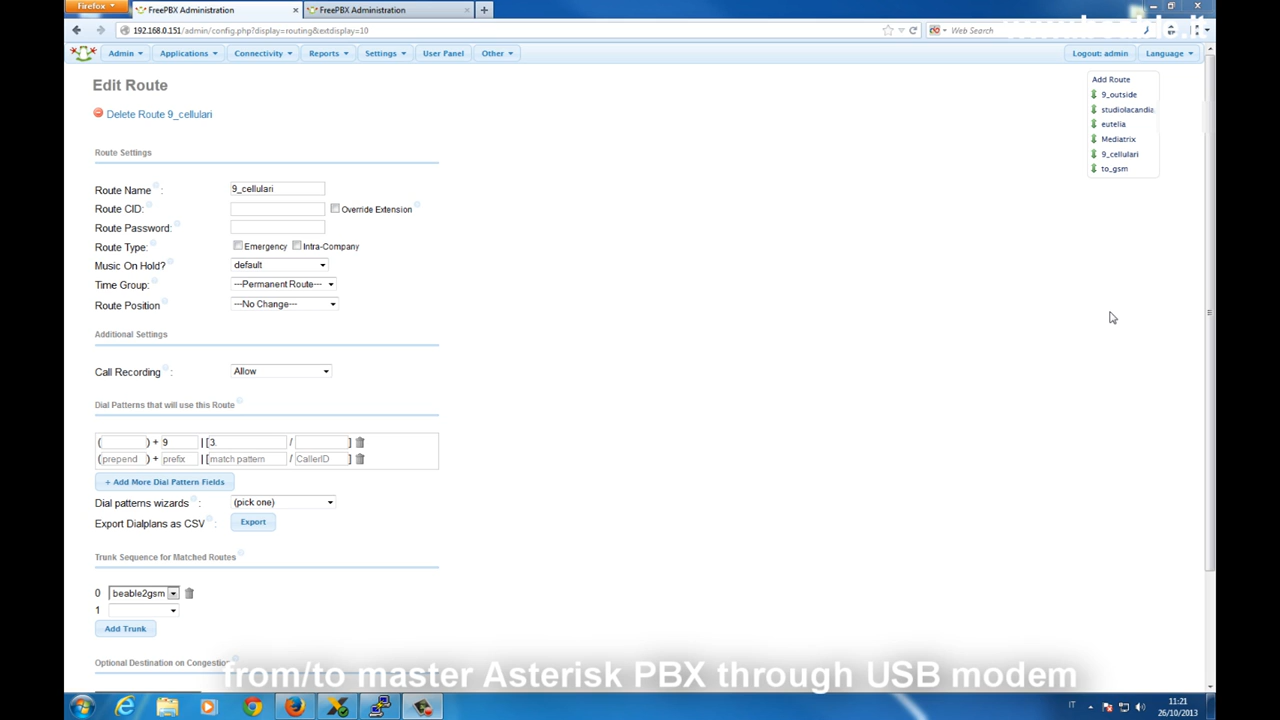 Firefox
FreePBX Administration
FreePBX Administration
192.168.0.151/admin/config.php?display=routing&extdisplay=10
Web Search
Admin
Applications
Connectivity
Reports
Settings
User Panel
Other
Logout: admin
Language
Edit Route
Delete Route 9_cellulari
Add Route
9_outside
studiolacandia
eutelia
Mediatrix
9_cellulari
to_gsm
Route Settings
Route Name : 9_cellulari
Route CID: Override Extension
Route Password:
Route Type: Emergency Intra-Company
Music On Hold? default
Time Group: ---Permanent Route---
Route Position ---No Change---
Additional Settings
Call Recording : Allow
Dial Patterns that will use this Route
( ) + 9 | [3. / ]
(prepend ) + prefix | [match pattern / CallerID ]
+ Add More Dial Pattern Fields
Dial patterns wizards : (pick one)
Export Dialplans as CSV : Export
Trunk Sequence for Matched Routes
0 beable2gsm
1
Add Trunk
Optional Destination on Congestion
from/to master Asterisk PBX through USB modem
IT
11:21
26/10/2013